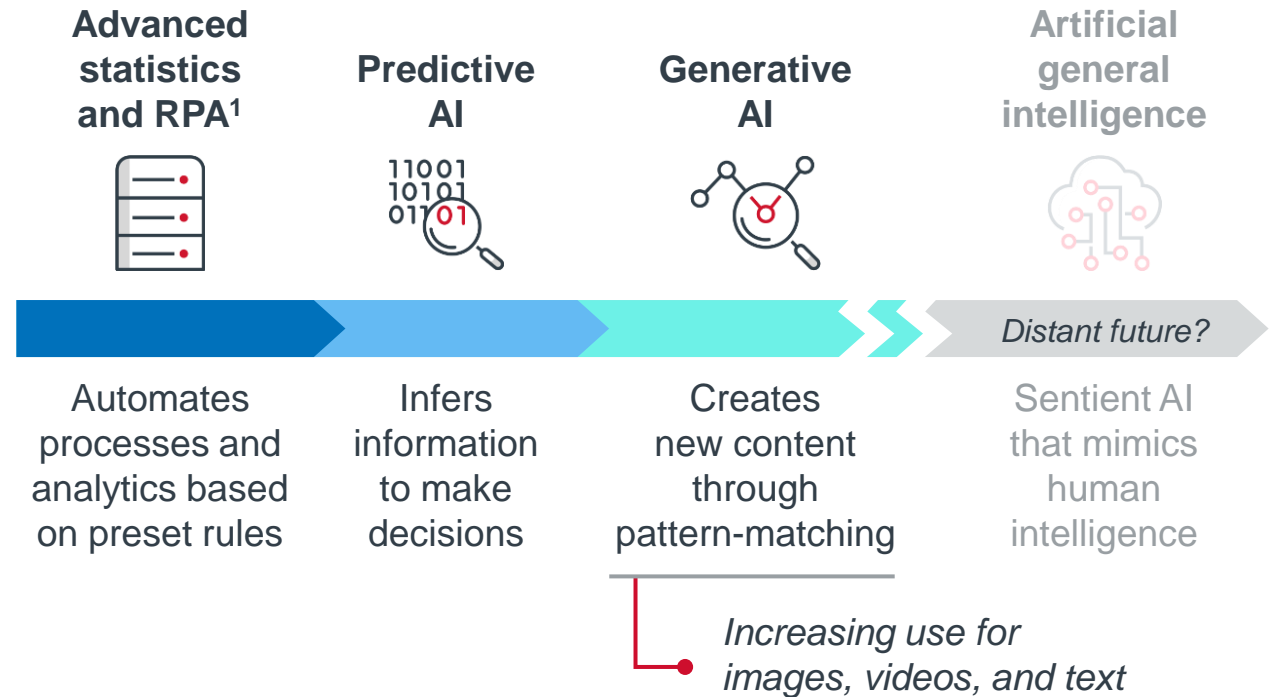 Advanced
statistics
and RPA¹
Predictive
AI
Generative
AI
Artificial
general
intelligence
11001
10101
01101
Distant future?
Automates
processes and
analytics based
on preset rules
Infers
information
to make
decisions
Creates
new content
through
pattern-matching
Sentient AI
that mimics
human
intelligence
Increasing use for
images, videos, and text